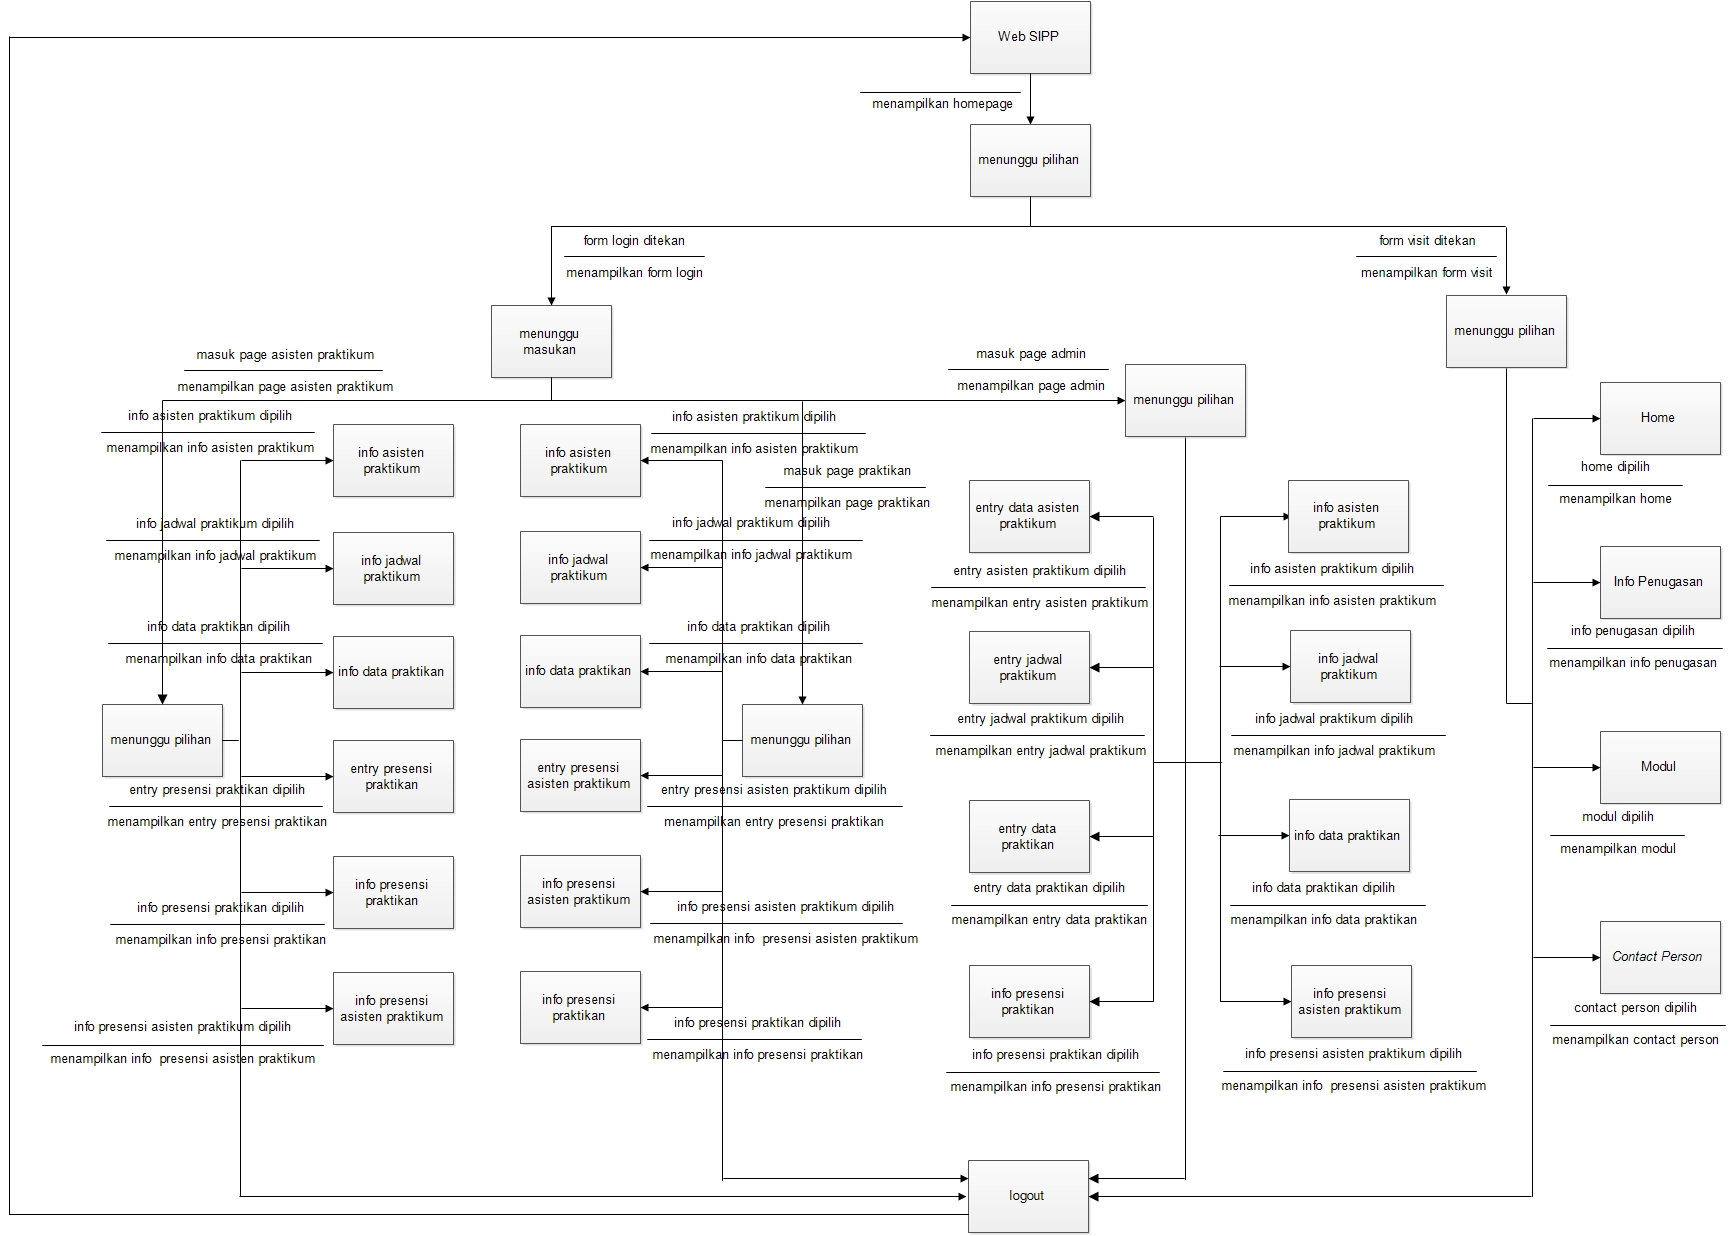 Web SIPP
menampilkan homepage
menunggu pilihan
form login ditekan
menampilkan form login
form visit ditekan
menampilkan form visit
menunggu
masukan
menunggu pilihan
masuk page asisten praktikum
menampilkan page asisten praktikum
masuk page admin
menampilkan page admin
menunggu pilihan
info asisten praktikum dipilih
menampilkan info asisten praktikum
info asisten
praktikum
info jadwal praktikum dipilih
menampilkan info jadwal praktikum
info jadwal
praktikum
info data praktikan dipilih
menampilkan info data praktikan
info data praktikan
menunggu pilihan
entry presensi
praktikan
entry presensi praktikan dipilih
menampilkan entry presensi praktikan
info presensi
praktikan
info presensi praktikan dipilih
menampilkan info presensi praktikan
info presensi
asisten praktikum
info presensi asisten praktikum dipilih
menampilkan info  presensi asisten praktikum
info asisten
praktikum
info asisten praktikum dipilih
menampilkan info asisten praktikum
masuk page praktikan
menampilkan page praktikan
info jadwal
praktikum
info jadwal praktikum dipilih
menampilkan info jadwal praktikum
info data praktikan
info data praktikan dipilih
menampilkan info data praktikan
menunggu pilihan
entry presensi
asisten praktikum
entry presensi asisten praktikum dipilih
menampilkan entry presensi praktikan
info presensi
asisten praktikum
info presensi asisten praktikum dipilih
menampilkan info  presensi asisten praktikum
info presensi
praktikan
info presensi praktikan dipilih
menampilkan info presensi praktikan
entry data asisten
praktikum
entry asisten praktikum dipilih
menampilkan entry asisten praktikum
entry jadwal
praktikum
entry jadwal praktikum dipilih
menampilkan entry jadwal praktikum
entry data
praktikan
entry data praktikan dipilih
menampilkan entry data praktikan
info presensi
praktikan
info presensi praktikan dipilih
menampilkan info presensi praktikan
info asisten
praktikum
info asisten praktikum dipilih
menampilkan info asisten praktikum
info jadwal
praktikum
info jadwal praktikum dipilih
menampilkan info jadwal praktikum
info data praktikan
info data praktikan dipilih
menampilkan info data praktikan
info presensi
asisten praktikum
info presensi asisten praktikum dipilih
menampilkan info  presensi asisten praktikum
Home
home dipilih
menampilkan home
Info Penugasan
info penugasan dipilih
menampilkan info penugasan
Modul
modul dipilih
menampilkan modul
Contact Person
contact person dipilih
menampilkan contact person
logout